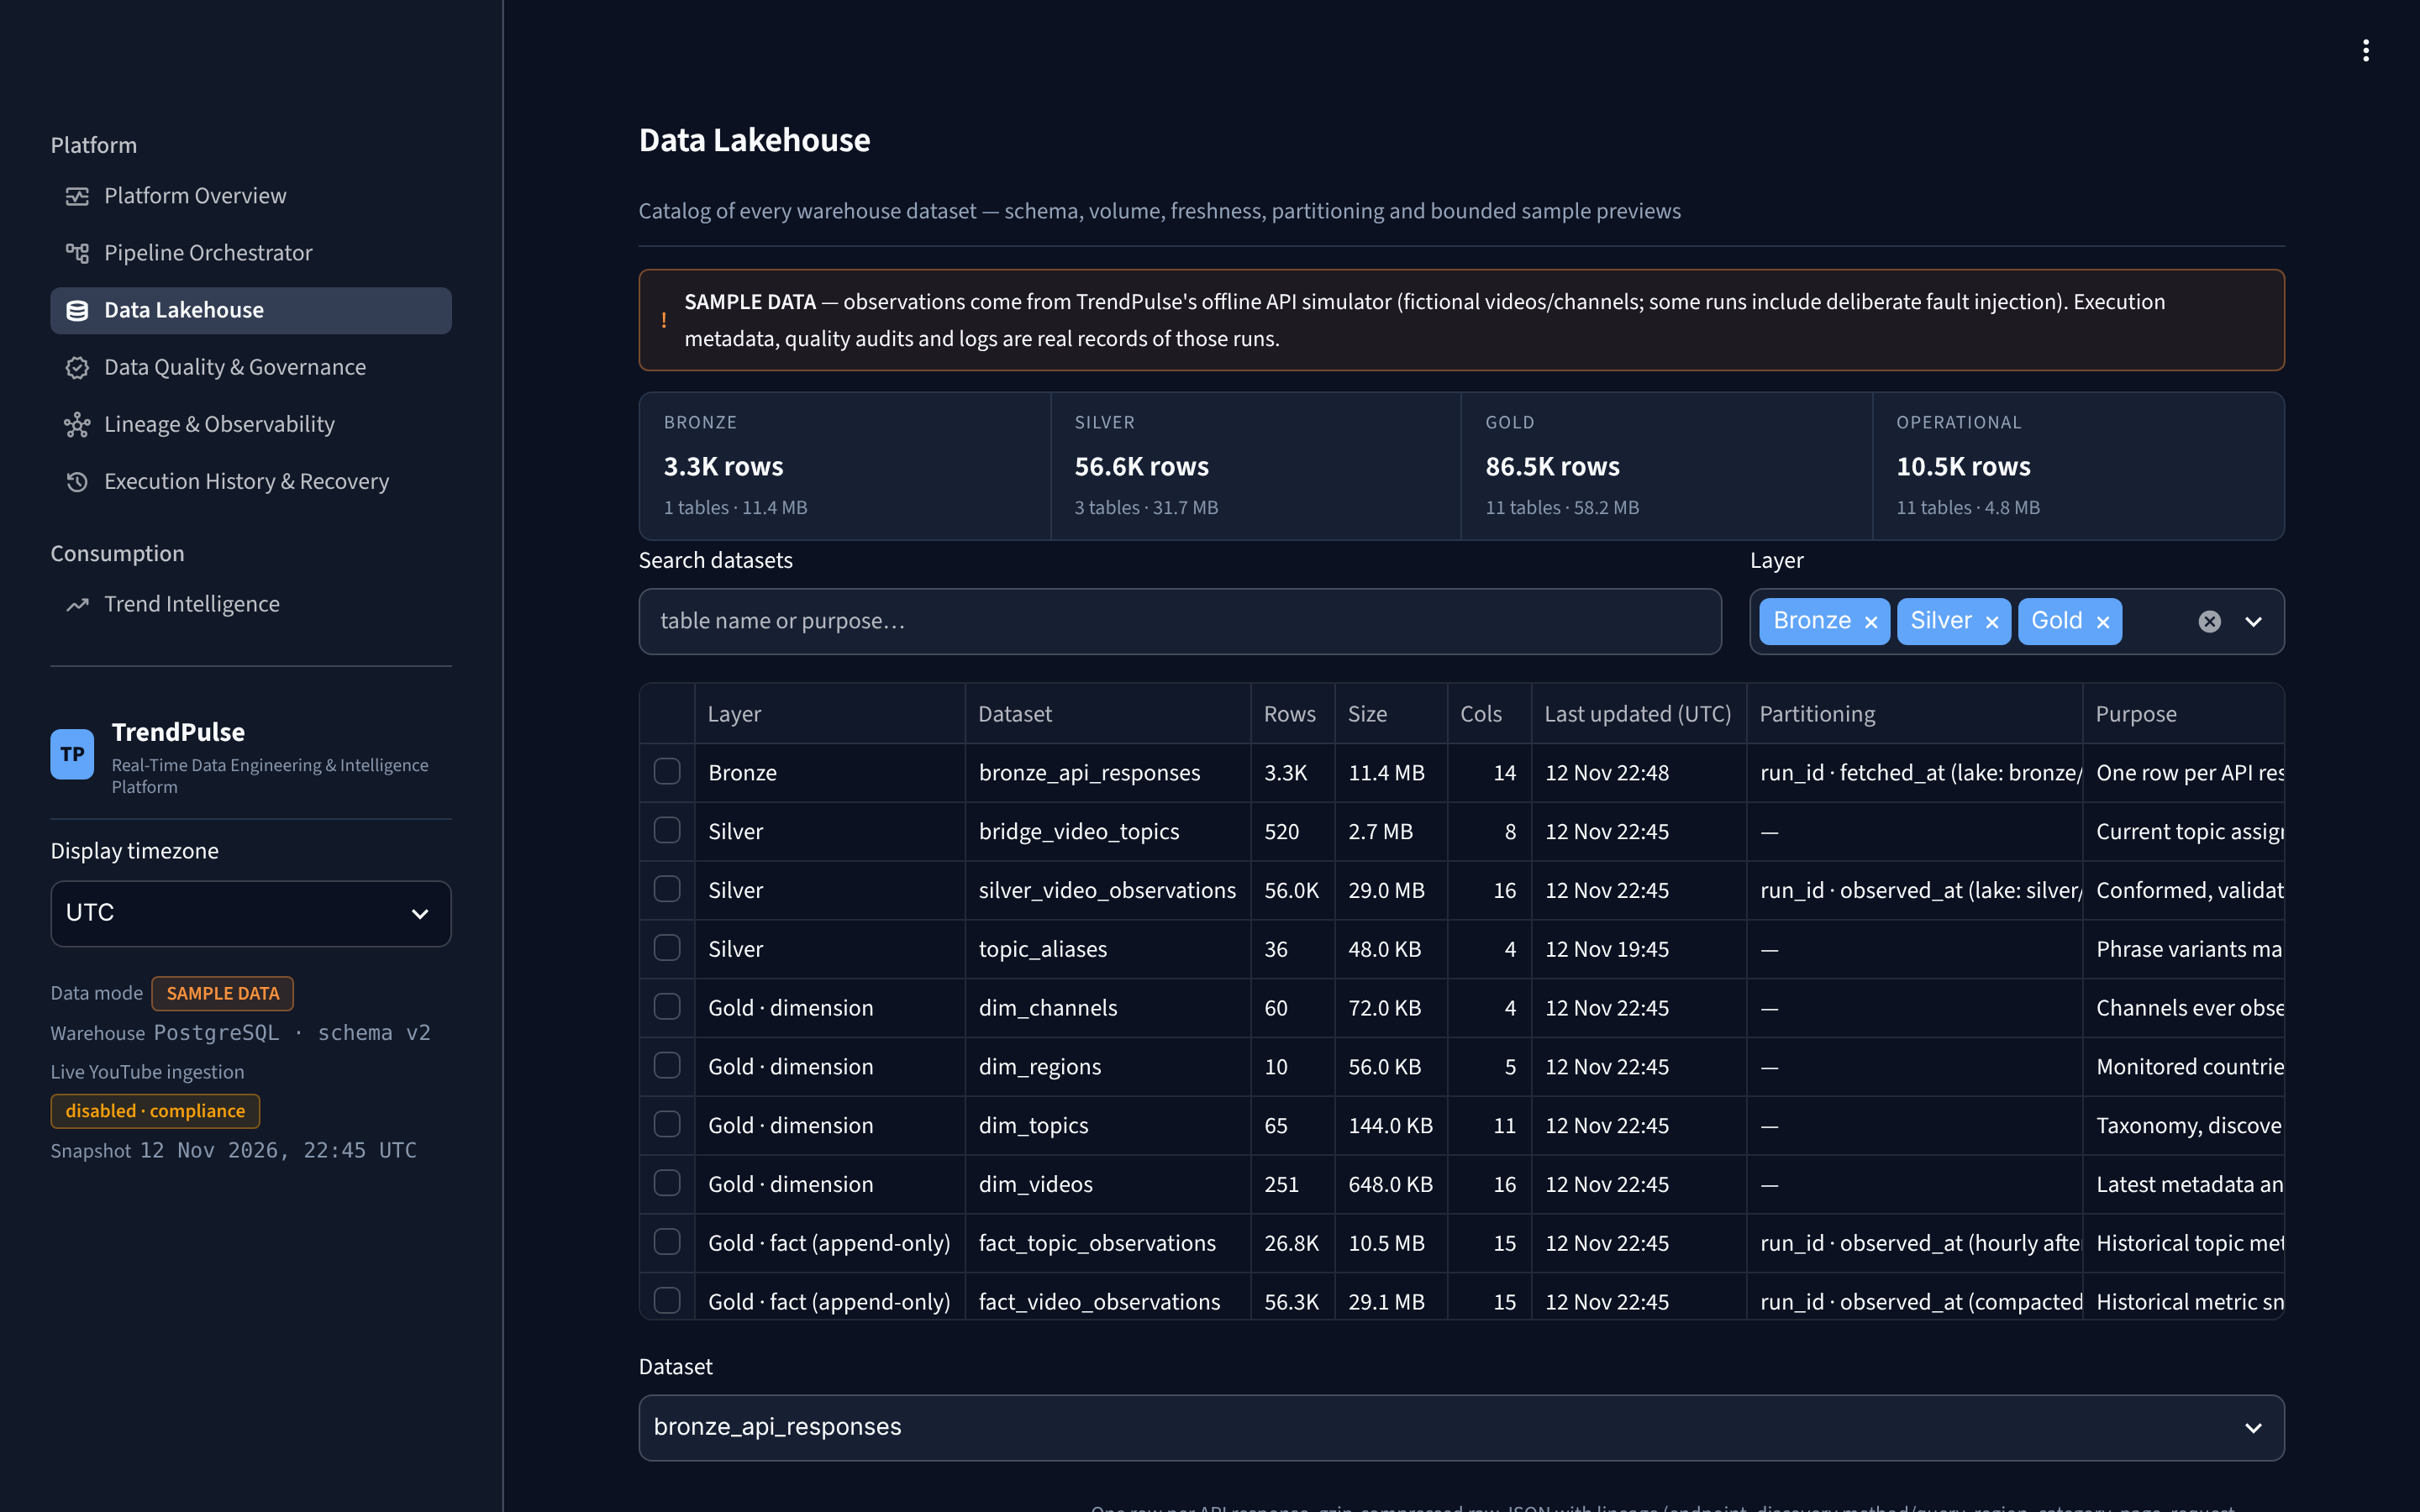 Platform
Platform Overview
Pipeline Orchestrator
Data Lakehouse
Data Quality & Governance
Lineage & Observability
Execution History & Recovery
Consumption
Trend Intelligence
TP
TrendPulse
Real-Time Data Engineering & Intelligence
Platform
Display timezone
UTC
Data mode SAMPLE DATA
Warehouse PostgreSQL · schema v2
Live YouTube ingestion
disabled · compliance
Snapshot 12 Nov 2026, 22:45 UTC
Data Lakehouse
Catalog of every warehouse dataset — schema, volume, freshness, partitioning and bounded sample previews
! SAMPLE DATA — observations come from TrendPulse's offline API simulator (fictional videos/channels; some runs include deliberate fault injection). Execution
metadata, quality audits and logs are real records of those runs.
BRONZE SILVER GOLD OPERATIONAL
3.3K rows 56.6K rows 86.5K rows 10.5K rows
1 tables · 11.4 MB 3 tables · 31.7 MB 11 tables · 58.2 MB 11 tables · 4.8 MB
Search datasets Layer
table name or purpose… Bronze × Silver × Gold ×
Layer Dataset Rows Size Cols Last updated (UTC) Partitioning Purpose
Bronze bronze_api_responses 3.3K 11.4 MB 14 12 Nov 22:48 run_id · fetched_at (lake: bronze/ One row per API res
Silver bridge_video_topics 520 2.7 MB 8 12 Nov 22:45 — Current topic assig
Silver silver_video_observations 56.0K 29.0 MB 16 12 Nov 22:45 run_id · observed_at (lake: silver/ Conformed, validat
Silver topic_aliases 36 48.0 KB 4 12 Nov 19:45 — Phrase variants ma
Gold · dimension dim_channels 60 72.0 KB 4 12 Nov 22:45 — Channels ever obse
Gold · dimension dim_regions 10 56.0 KB 5 12 Nov 22:45 — Monitored countrie
Gold · dimension dim_topics 65 144.0 KB 11 12 Nov 22:45 — Taxonomy, discove
Gold · dimension dim_videos 251 648.0 KB 16 12 Nov 22:45 — Latest metadata an
Gold · fact (append-only) fact_topic_observations 26.8K 10.5 MB 15 12 Nov 22:45 run_id · observed_at (hourly afte Historical topic met
Gold · fact (append-only) fact_video_observations 56.3K 29.1 MB 15 12 Nov 22:45 run_id · observed_at (compacted Historical metric sn
Dataset
bronze_api_responses